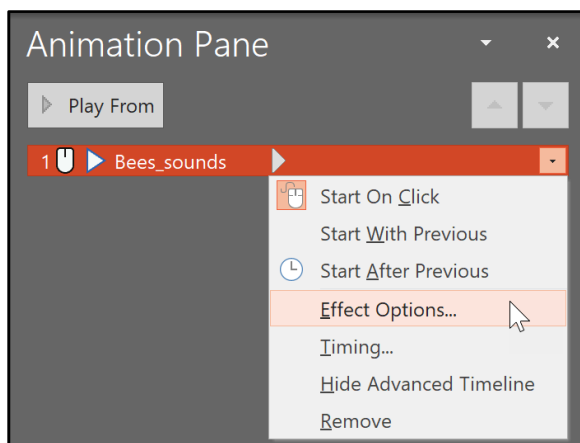 Animation Pane
Play From
1 Bees_sounds
Start On Click
Start With Previous
Start After Previous
Effect Options...
Timing...
Hide Advanced Timeline
Remove